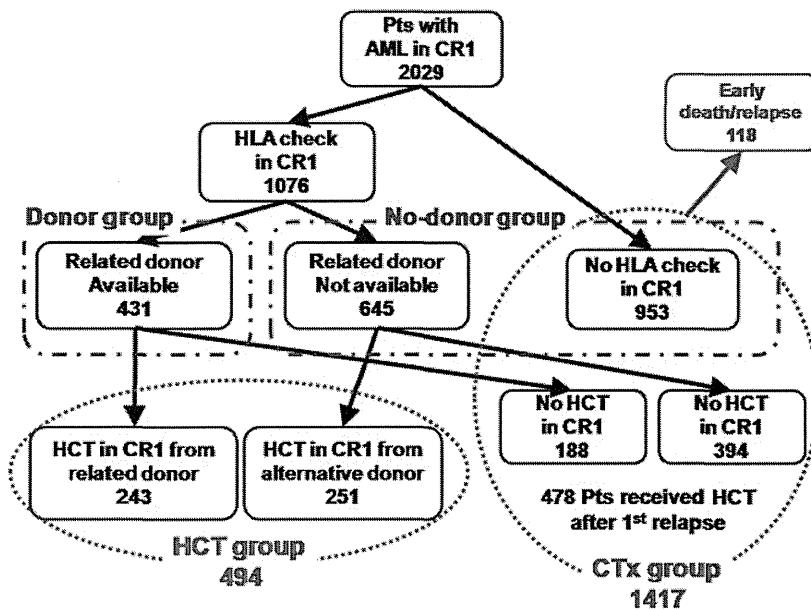 Pts with
AML in CR1
2029
Early
death/relapse
118
HLA check
in CR1
1076
Donor group
No-donor group
Related donor
Available
431
Related donor
Not available
645
No HLA check
in CR1
953
No HCT
in CR1
188
No HCT
in CR1
394
HCT in CR1 from
related donor
243
HCT in CR1 from
alternative donor
251
478 Pts received HCT
after 1st relapse
HCT group
494
CTx group
1417